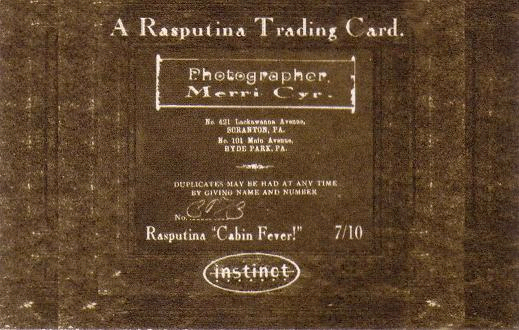 A Rasputina Trading Card.
Photographer,
Merri Cyr.
No. 421 Lackawanna Avenue,
SCRANTON, PA.
No. 101 Main Avenue,
HYDE PARK, PA.
DUPLICATES MAY BE HAD AT ANY TIME
BY GIVING NAME AND NUMBER
No.
Rasputina "Cabin Fever!" 7/10
instinct